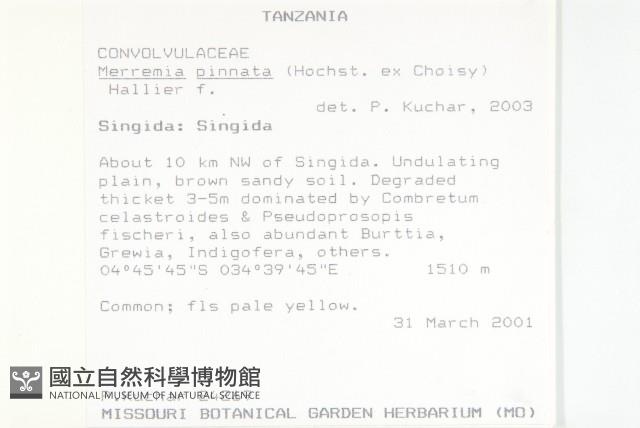 TANZANIA
CONVOLVULACEAE
Merremia pinnata (Hochst. ex Choisy)
Hallier f.
det. P. Kuchar, 2003
Singida: Singida
About 10 km NW of Singida. Undulating
plain, brown sandy soil. Degraded
thicket 3-5m dominated by Combretum
celastroides & Pseudoprosopis
fischeri, also abundant Burttia,
Grewia, Indigofera, others.
04°45'45"S 034°39'45"E 1510 m
Common; fls pale yellow.
31 March 2001
國立自然科學博物館
NATIONAL MUSEUM OF NATURAL SCIENCE
MISSOURI BOTANICAL GARDEN HERBARIUM (MO)